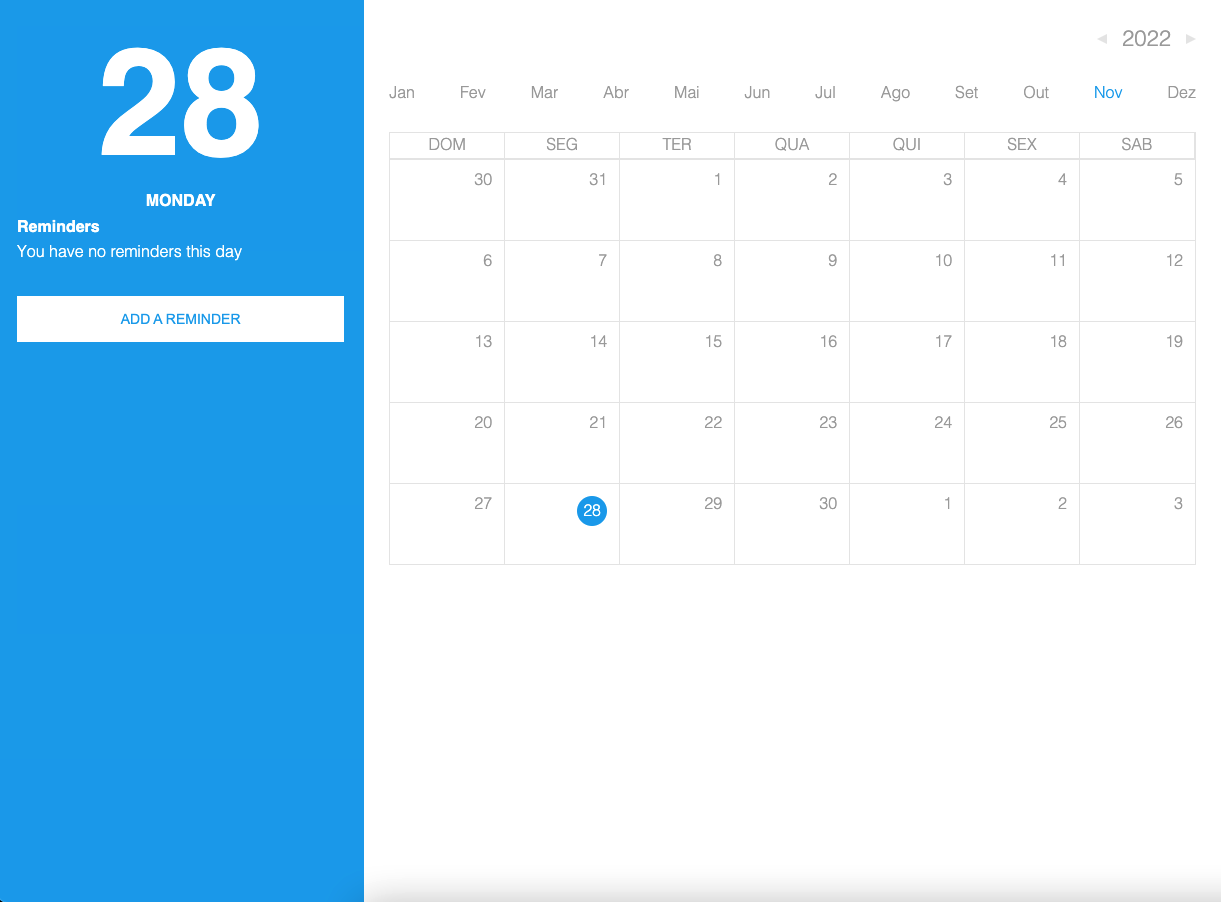 28
MONDAY
Reminders
You have no reminders this day
ADD A REMINDER
◄ 2022 ►
Jan Fev Mar Abr Mai Jun Jul Ago Set Out Nov Dez
DOM SEG TER QUA QUI SEX SAB
30 31 1 2 3 4 5
6 7 8 9 10 11 12
13 14 15 16 17 18 19
20 21 22 23 24 25 26
27 28 29 30 1 2 3